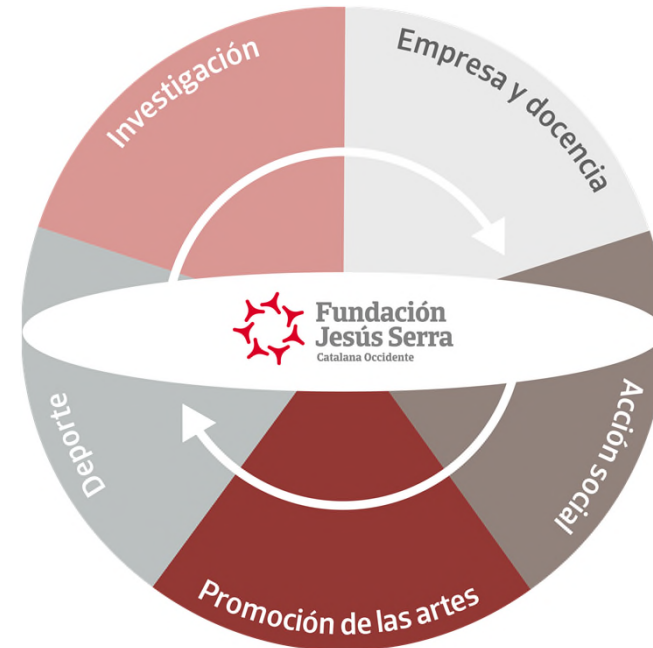 Investigación
Empresa y docencia
Fundación
Jesús Serra
Catalana Occidente
Deporte
Acción social
Promoción de las artes